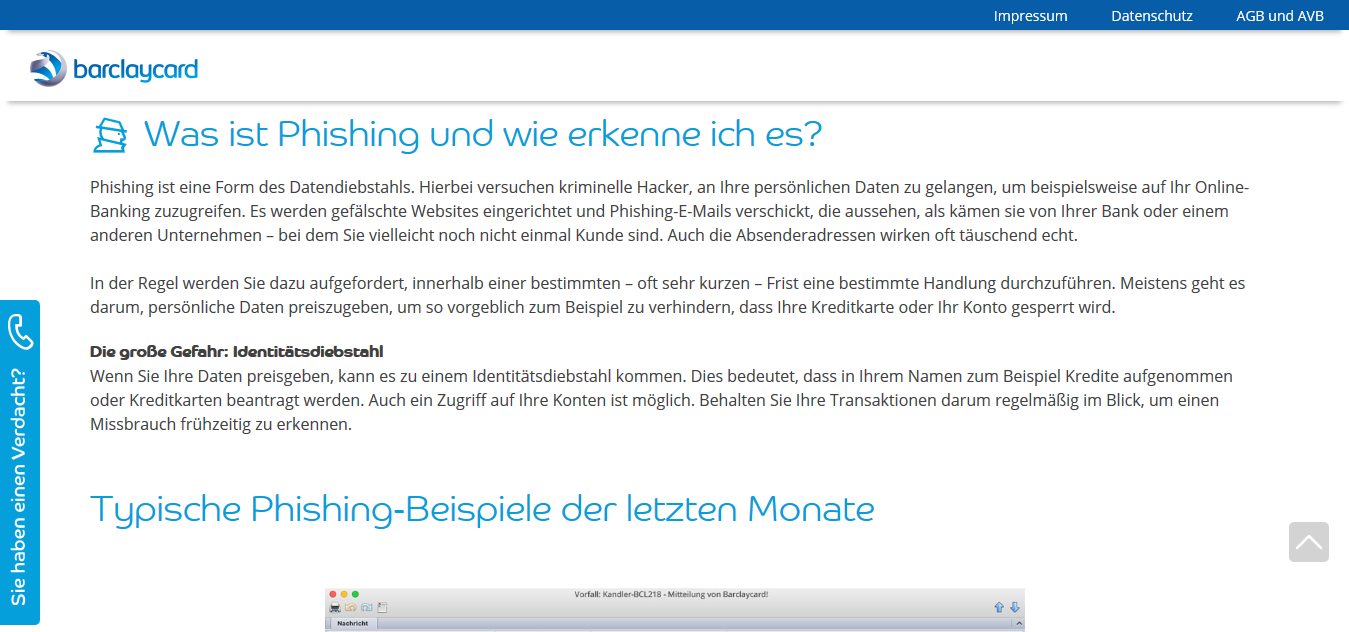 Impressum Datenschutz AGB und AVB
barclaycard
Was ist Phishing und wie erkenne ich es?
Phishing ist eine Form des Datendiebstahls. Hierbei versuchen kriminelle Hacker, an Ihre persönlichen Daten zu gelangen, um beispielsweise auf Ihr Online-
Banking zuzugreifen. Es werden gefälschte Websites eingerichtet und Phishing-E-Mails verschickt, die aussehen, als kämen sie von Ihrer Bank oder einem
anderen Unternehmen – bei dem Sie vielleicht noch nicht einmal Kunde sind. Auch die Absenderadressen wirken oft täuschend echt.
In der Regel werden Sie dazu aufgefordert, innerhalb einer bestimmten – oft sehr kurzen – Frist eine bestimmte Handlung durchzuführen. Meistens geht es
darum, persönliche Daten preiszugeben, um so vorgeblich zum Beispiel zu verhindern, dass Ihre Kreditkarte oder Ihr Konto gesperrt wird.
Die große Gefahr: Identitätsdiebstahl
Wenn Sie Ihre Daten preisgeben, kann es zu einem Identitätsdiebstahl kommen. Dies bedeutet, dass in Ihrem Namen zum Beispiel Kredite aufgenommen
oder Kreditkarten beantragt werden. Auch ein Zugriff auf Ihre Konten ist möglich. Behalten Sie Ihre Transaktionen darum regelmäßig im Blick, um einen
Missbrauch frühzeitig zu erkennen.
Sie haben einen Verdacht?
Typische Phishing-Beispiele der letzten Monate
Vorfall: Kandler-BCL218 - Mitteilung von Barclaycard!
Nachricht